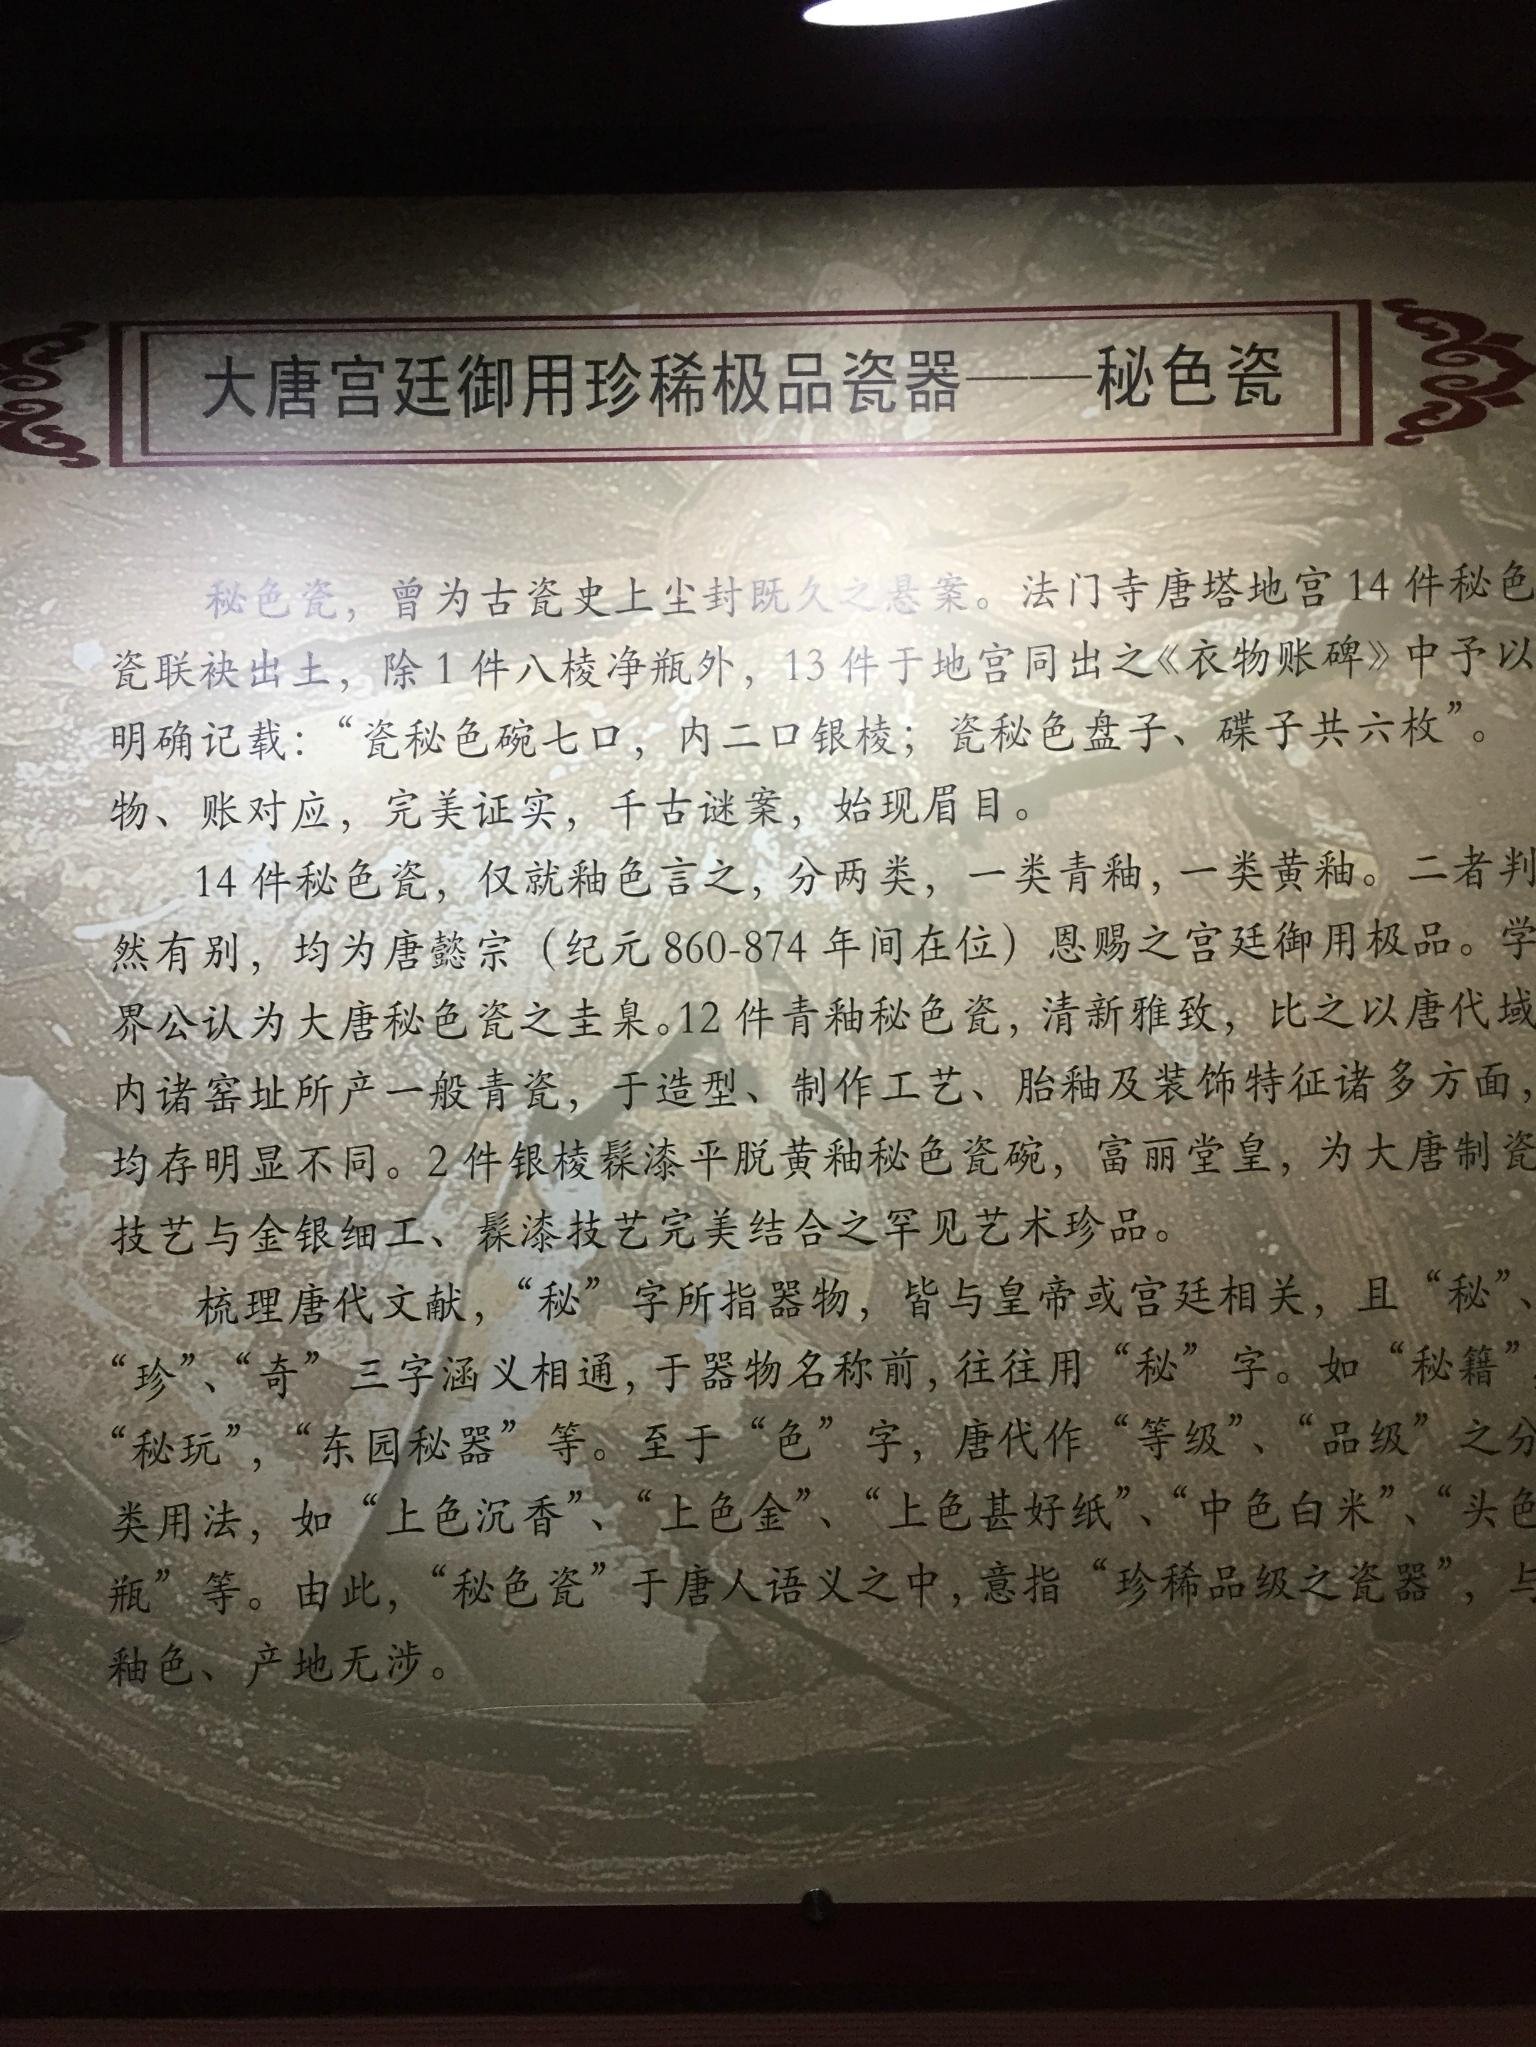 大唐宫廷御用珍稀极品瓷器——秘色瓷
秘色瓷，曾为古瓷史上尘封既久之悬案。法门寺唐塔地宫14件秘色
瓷联袂出土，除1件八棱净瓶外，13件于地宫同出之《衣物账碑》中予以
明确记载：“瓷秘色碗七口，内二口银棱；瓷秘色盘子、碟子共六枚”。
物、账对应，完美证实，千古谜案，始现眉目。
14件秘色瓷，仅就釉色言之，分两类，一类青釉，一类黄釉。二者判
然有别，均为唐懿宗（纪元860-874年间在位）恩赐之宫廷御用极品。学
界公认为大唐秘色瓷之圭臬。12件青釉秘色瓷，清新雅致，比之以唐代域
内诸窑址所产一般青瓷，于造型、制作工艺、胎釉及装饰特征诸多方面，
均存明显不同。2件银棱髹漆平脱黄釉秘色瓷碗，富丽堂皇，为大唐制瓷
技艺与金银细工、髹漆技艺完美结合之罕见艺术珍品。
梳理唐代文献，“秘”字所指器物，皆与皇帝或宫廷相关，且“秘”、
“珍”、“奇”三字涵义相通，于器物名称前，往往用“秘”字。如“秘籍”，
“秘玩”，“东园秘器”等。至于“色”字，唐代作“等级”、“品级”之分
类用法，如“上色沉香”、“上色金”、“上色甚好纸”、“中色白米”、“头色
瓶”等。由此，“秘色瓷”于唐人语义之中，意指“珍稀品级之瓷器”，与
釉色、产地无涉。